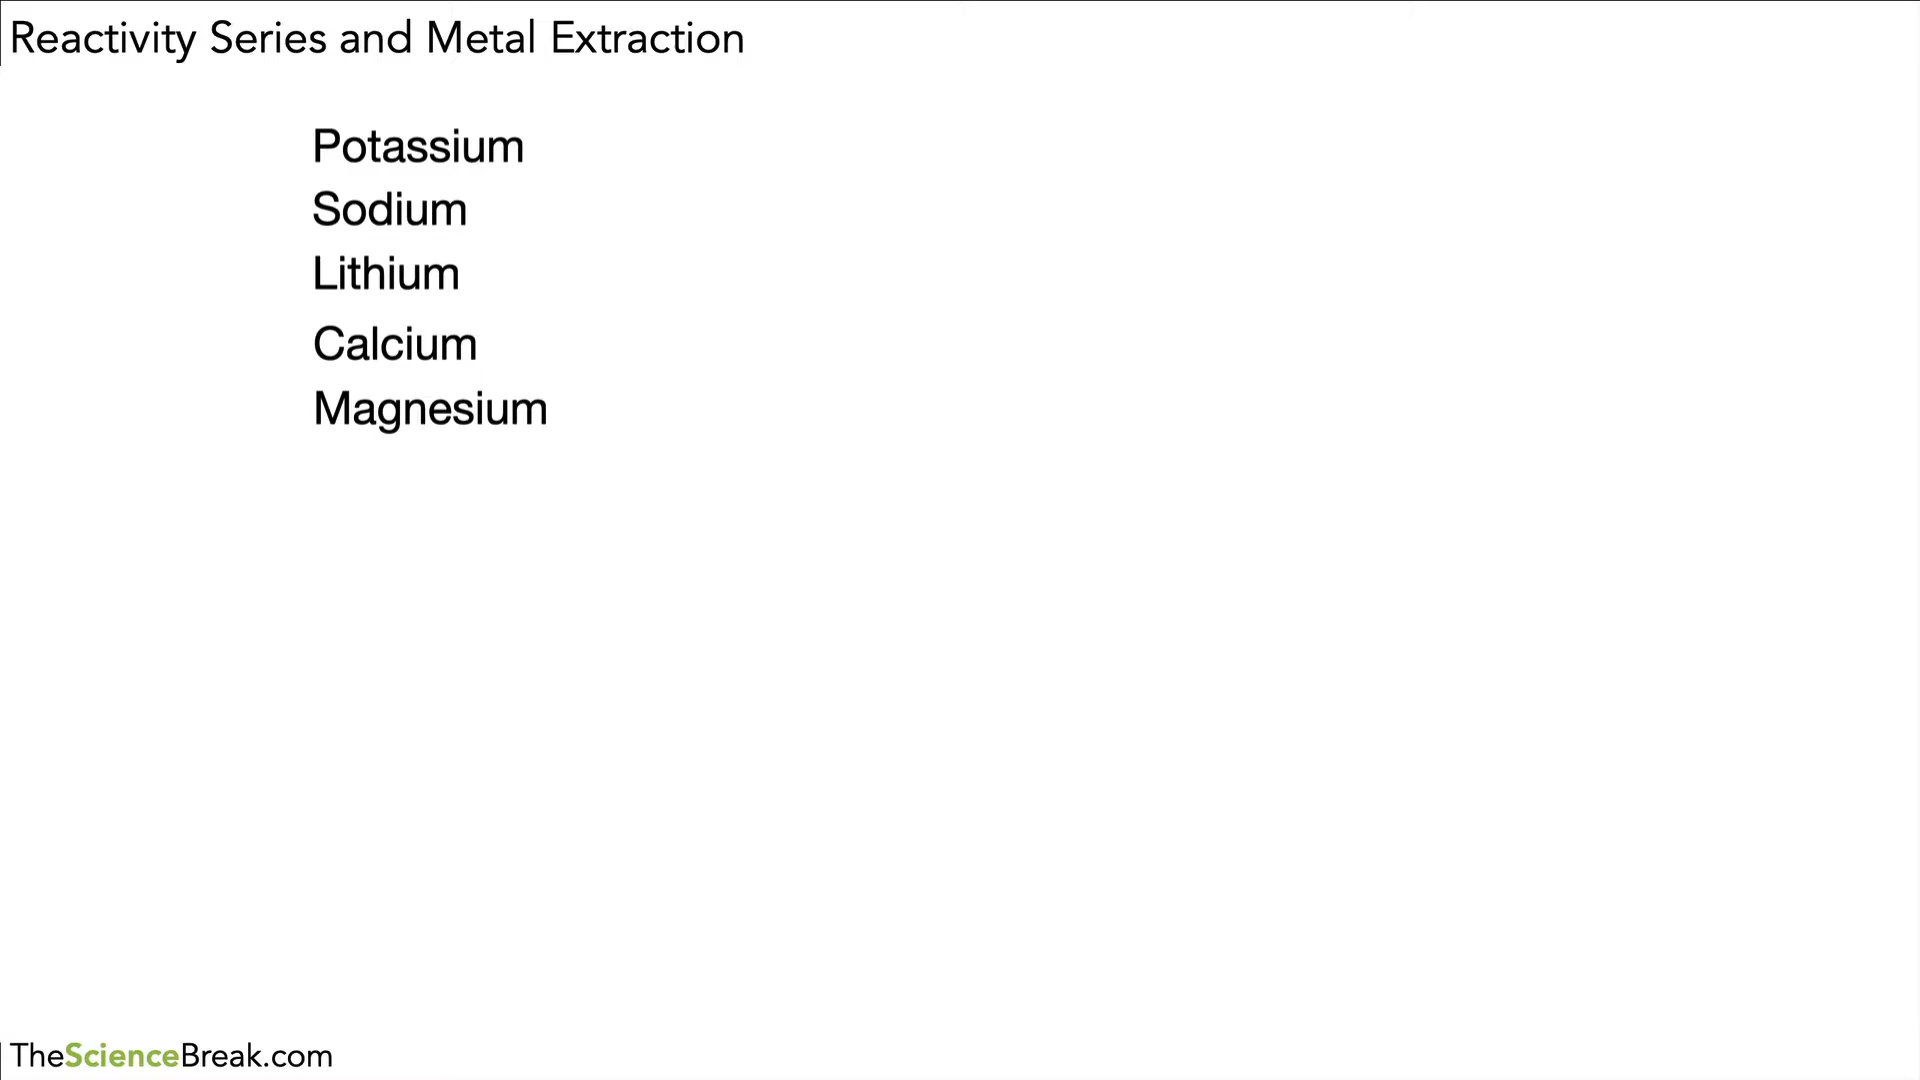 Reactivity Series and Metal Extraction
Potassium
Sodium
Lithium
Calcium
Magnesium
TheScienceBreak.com